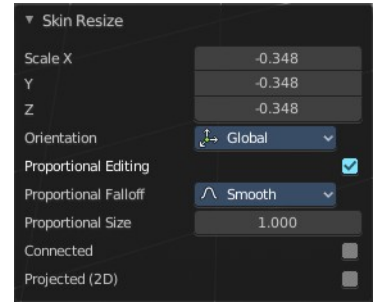 Skin Resize
Scale X -0.348
Y -0.348
Z -0.348
Orientation Global
Proportional Editing
Proportional Falloff Smooth
Proportional Size 1.000
Connected
Projected (2D)